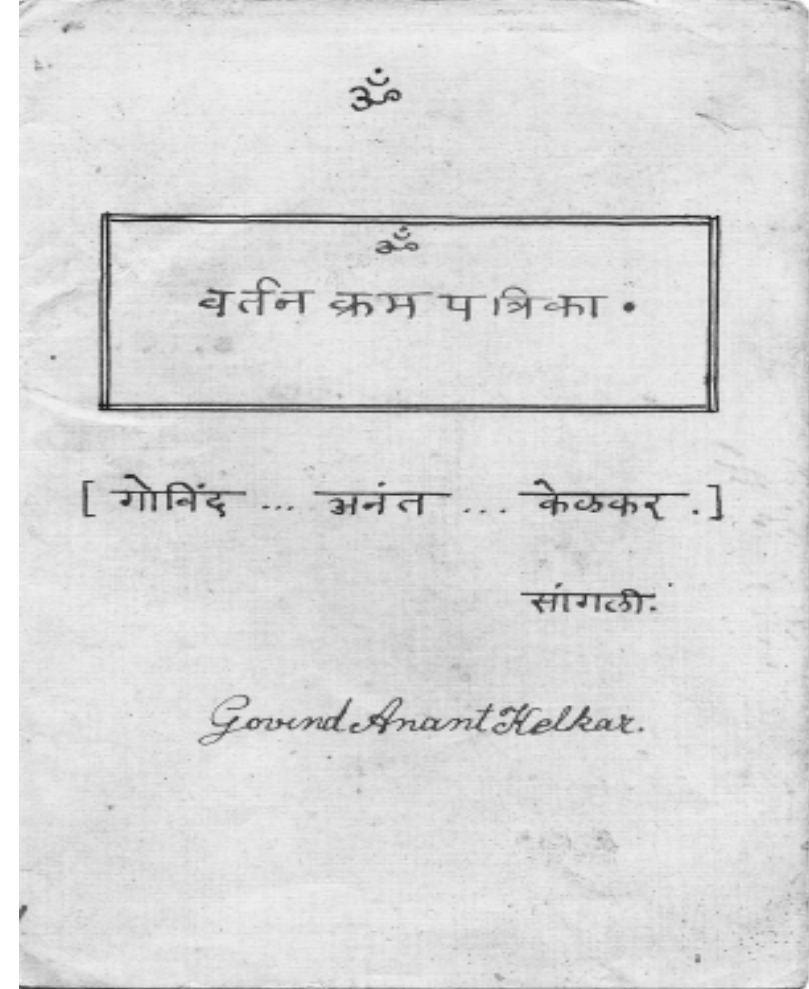 ॐ
ॐ
वर्तन क्रम पत्रिका.
[ गोविंद ... अनंत ... केळकर .]
सांगली.
Govind Anant Kelkar.